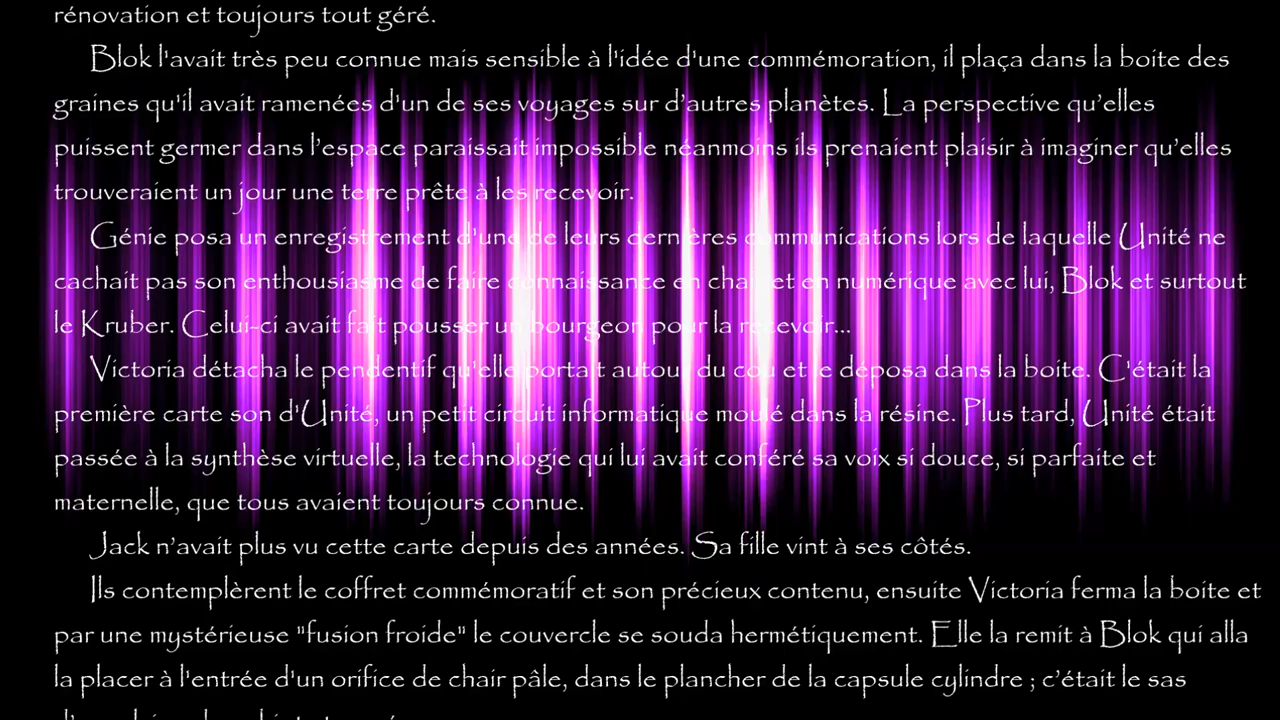 rénovation et toujours tout géré.
Blok l'avait très peu connue mais sensible à l'idée d'une commémoration, il plaça dans la boite des
graines qu'il avait ramenées d'un de ses voyages sur d’autres planètes. La perspective qu’elles
puissent germer dans l’espace paraissait impossible néanmoins ils prenaient plaisir à imaginer qu’elles
trouveraient un jour une terre prête à les recevoir.
Génie posa un enregistrement d'une de leurs dernières communications lors de laquelle Unité ne
cachait pas son enthousiasme de faire connaissance en chair et en numérique avec lui, Blok et surtout
le Kruber. Celui-ci avait fait pousser un bourgeon pour la recevoir...
Victoria détacha le pendentif qu’elle portait autour du cou et le déposa dans la boite. C'était la
première carte son d'Unité, un petit circuit informatique moulé dans la résine. Plus tard, Unité était
passée à la synthèse virtuelle, la technologie qui lui avait conféré sa voix si douce, si parfaite et
maternelle, que tous avaient toujours connue.
Jack n’avait plus vu cette carte depuis des années. Sa fille vint à ses côtés.
Ils contemplèrent le coffret commémoratif et son précieux contenu, ensuite Victoria ferma la boite et
par une mystérieuse "fusion froide" le couvercle se souda hermétiquement. Elle la remit à Blok qui alla
la placer à l'entrée d'un orifice de chair pâle, dans le plancher de la capsule cylindre ; c’était le sas